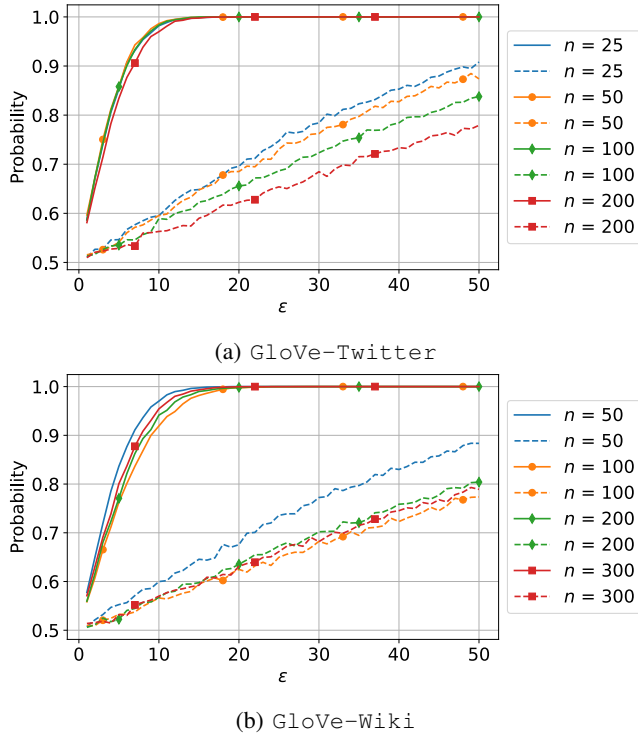 1.0
0.9
0.8
0.7
0.6
0.5
Probability
0 10 20 30 40 50
ε
n = 25
n = 25
n = 50
n = 50
n = 100
n = 100
n = 200
n = 200
(a) GloVe-Twitter
1.0
0.9
0.8
0.7
0.6
0.5
Probability
0 10 20 30 40 50
ε
n = 50
n = 50
n = 100
n = 100
n = 200
n = 200
n = 300
n = 300
(b) GloVe-Wiki